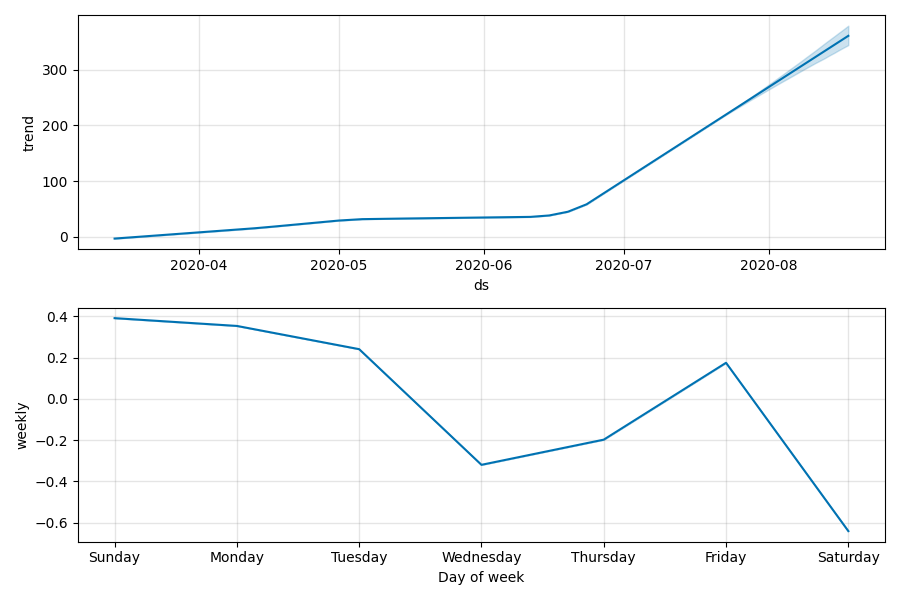 300
200
100
0
trend
2020-04 2020-05 2020-06 2020-07 2020-08
ds
0.4
0.2
0.0
−0.2
−0.4
−0.6
weekly
Sunday Monday Tuesday Wednesday Thursday Friday Saturday
Day of week